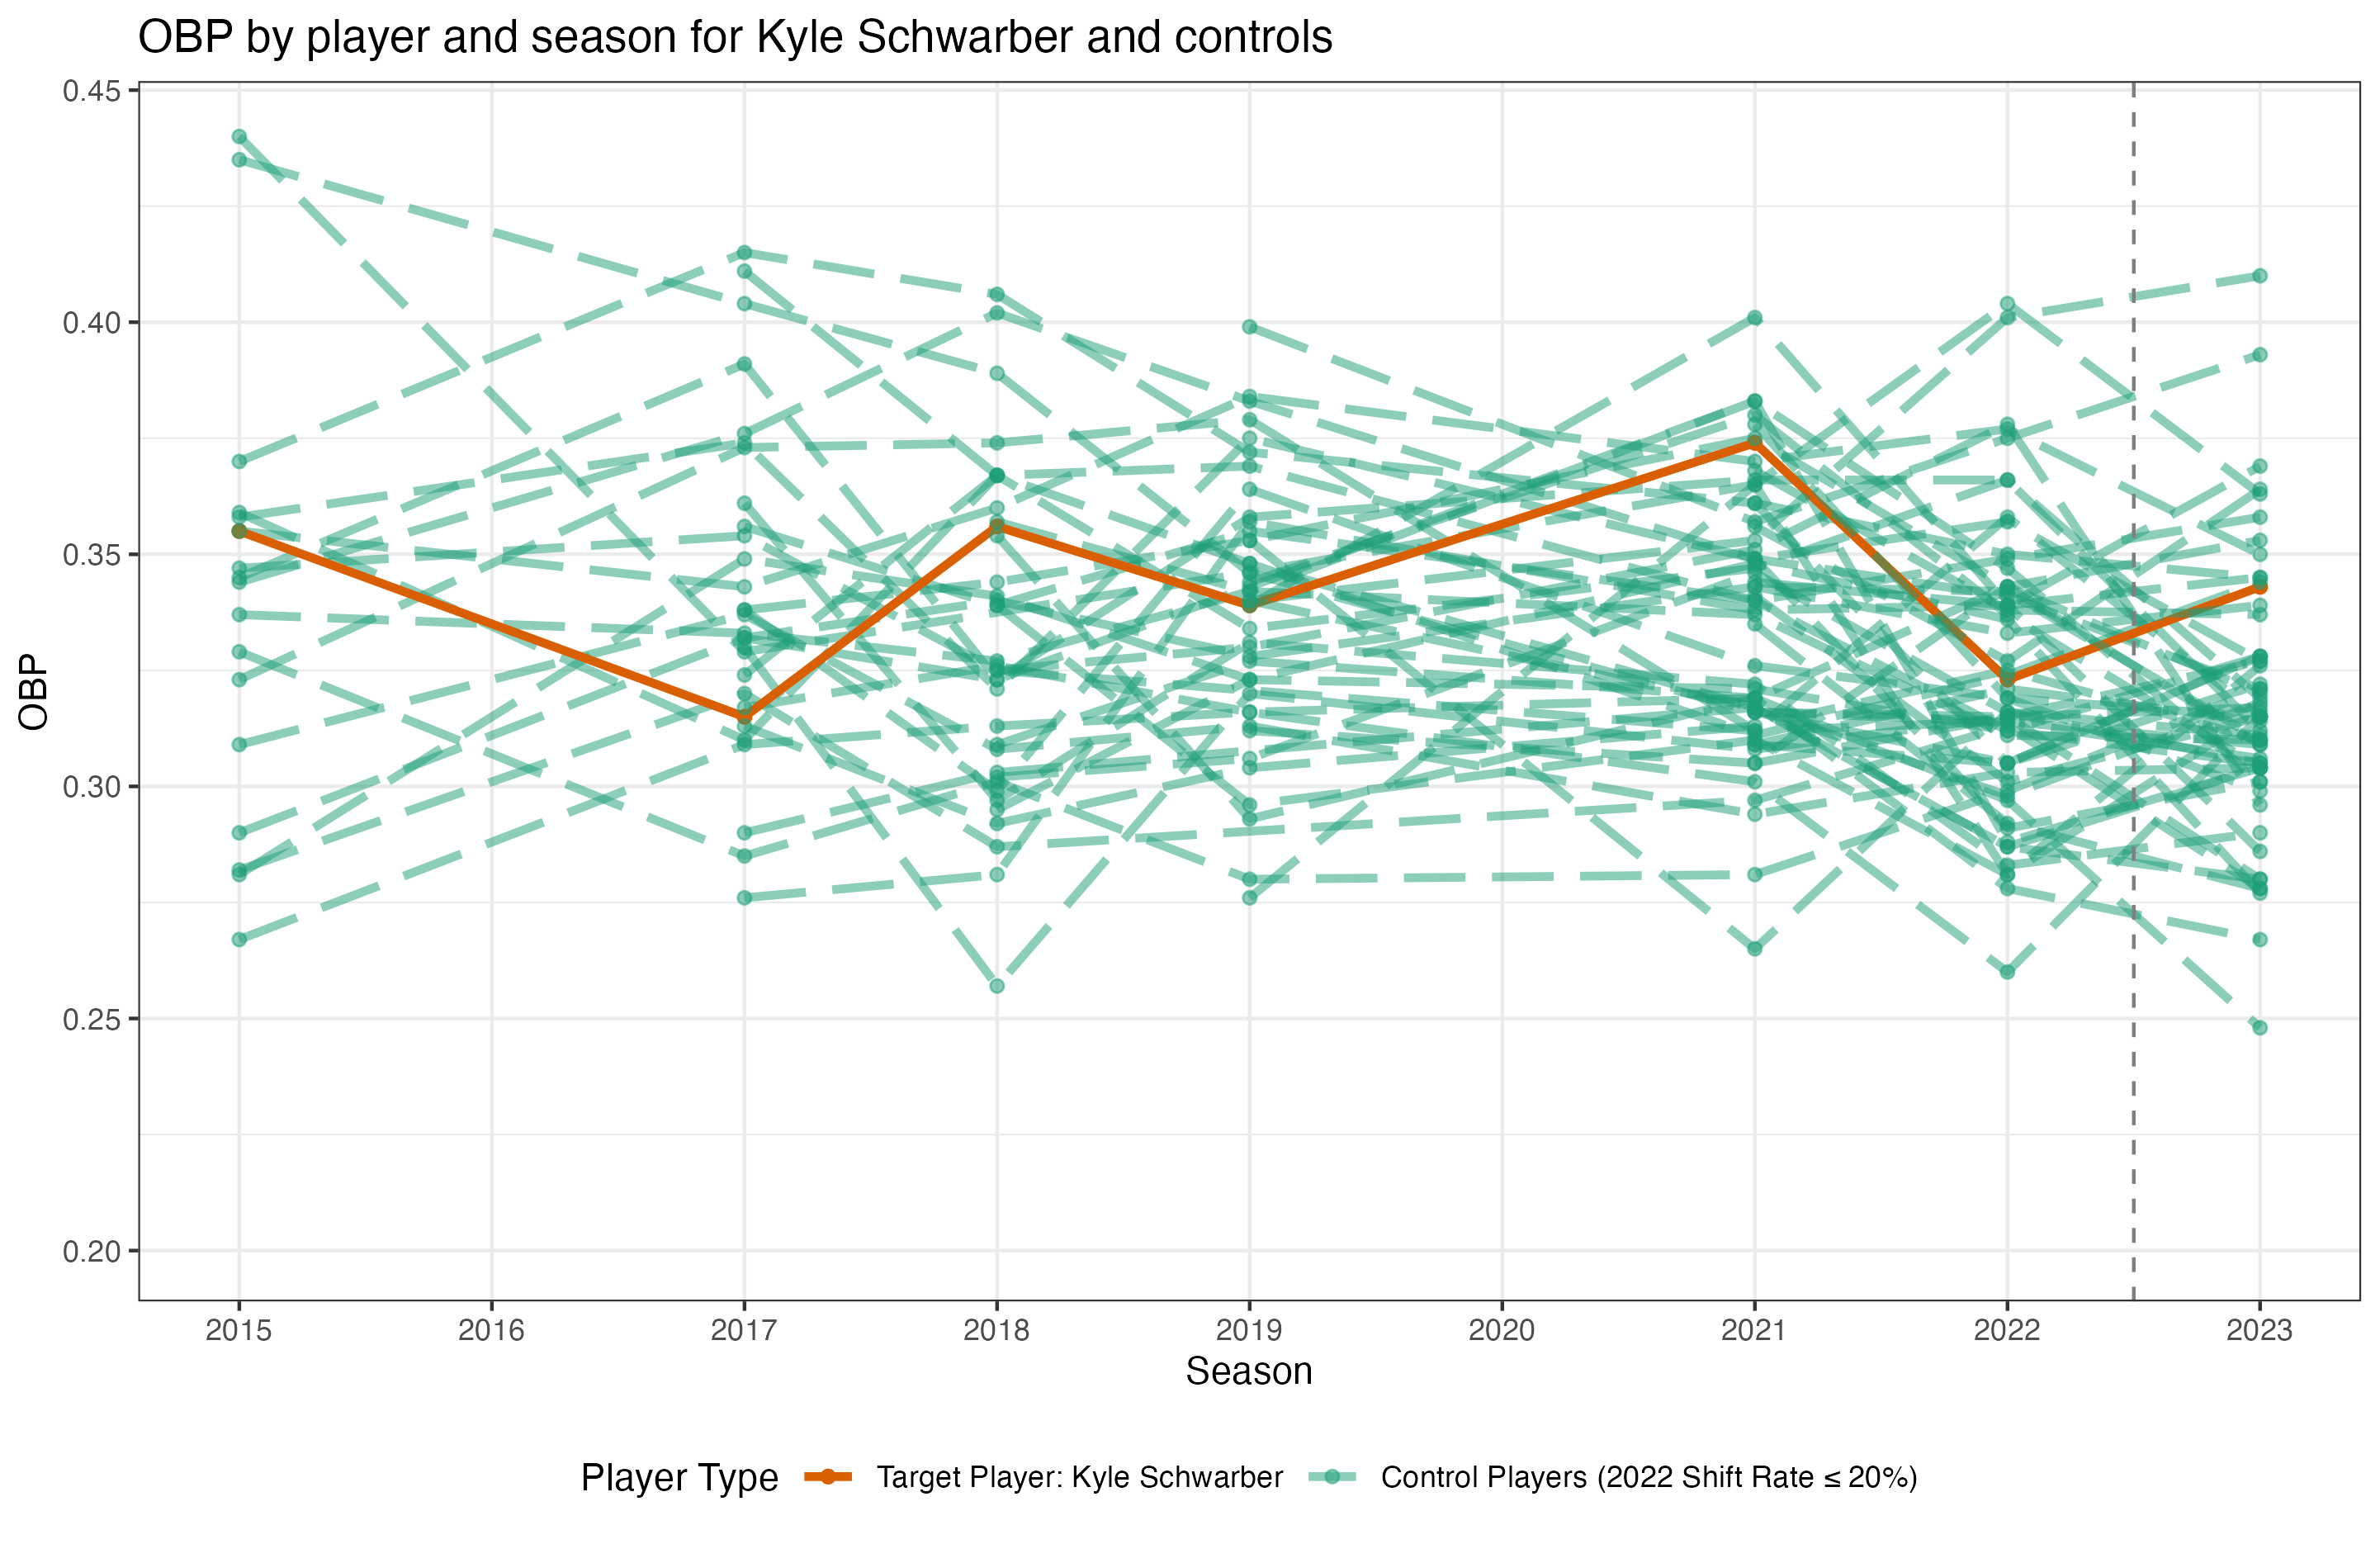 OBP by player and season for Kyle Schwarber and controls
0.45
0.40
0.35
0.30
0.25
0.20
OBP
2015 2016 2017 2018 2019 2020 2021 2022 2023
Season
Player Type Target Player: Kyle Schwarber Control Players (2022 Shift Rate ≤ 20%)